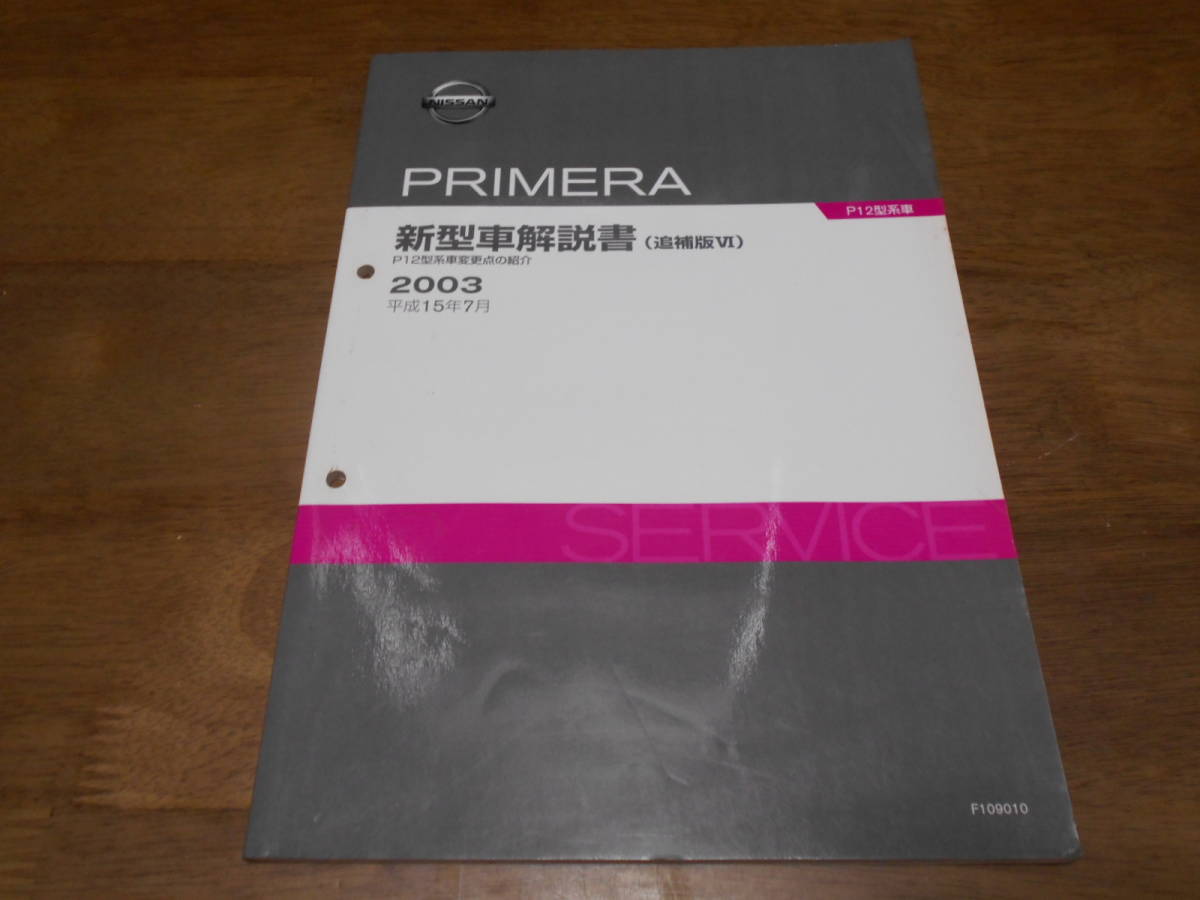 NISSAN
PRIMERA
P12型系車
新型車解説書（追補版Ⅵ）
P12型系車変更点の紹介
2003
平成15年7月
SERVICE
F109010